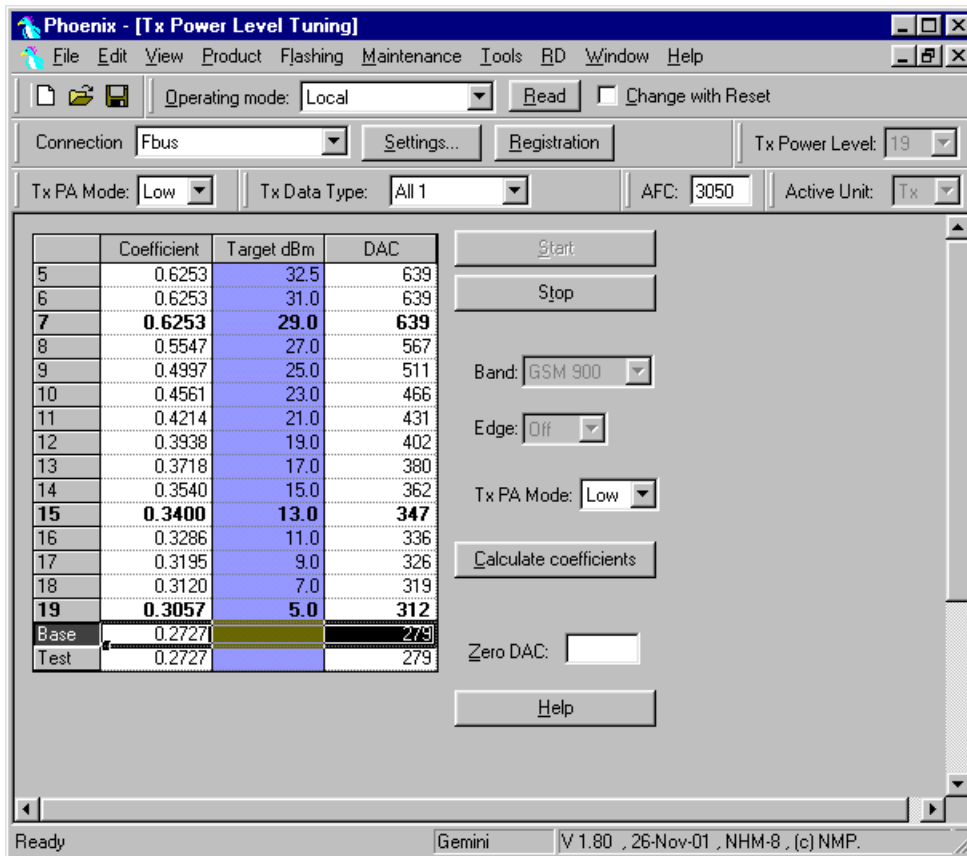 Phoenix - [Tx Power Level Tuning]
File Edit View Product Flashing Maintenance Tools RD Window Help
Operating mode: Local Read Change with Reset
Connection Fbus Settings... Registration Tx Power Level: 19
Tx PA Mode: Low Tx Data Type: All 1 AFC: 3050 Active Unit: Tx
Coefficient Target dBm DAC
5 0.6253 32.5 639
6 0.6253 31.0 639
7 0.6253 29.0 639
8 0.5547 27.0 567
9 0.4997 25.0 511
10 0.4561 23.0 466
11 0.4214 21.0 431
12 0.3938 19.0 402
13 0.3718 17.0 380
14 0.3540 15.0 362
15 0.3400 13.0 347
16 0.3286 11.0 336
17 0.3195 9.0 326
18 0.3120 7.0 319
19 0.3057 5.0 312
Base 0.2727 279
Test 0.2727 279
Start
Stop
Band: GSM 900
Edge: Off
Tx PA Mode: Low
Calculate coefficients
Zero DAC:
Help
Ready Gemini V 1.80 , 26-Nov-01 , NHM-8 , (c) NMP.